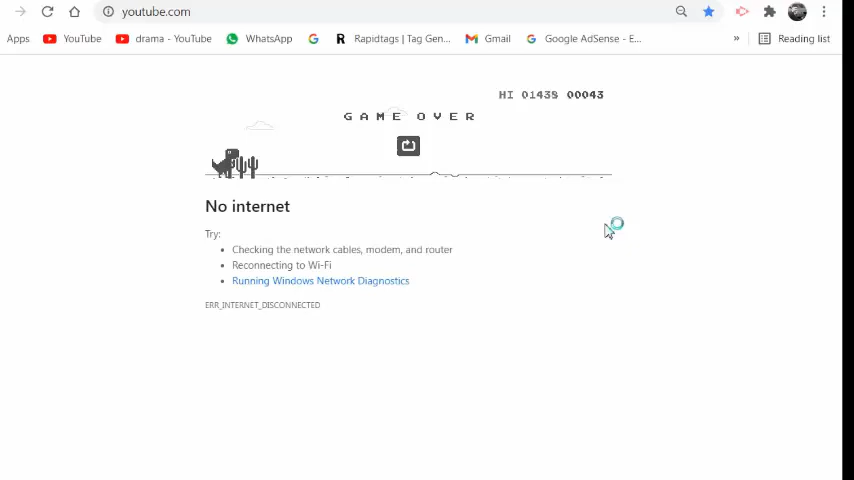 youtube.com
Apps YouTube drama - YouTube WhatsApp Rapidtags | Tag Gen... Gmail Google AdSense - E... » Reading list
HI 01438 00043
GAME OVER
No internet
Try:
• Checking the network cables, modem, and router
• Reconnecting to Wi-Fi
• Running Windows Network Diagnostics
ERR_INTERNET_DISCONNECTED